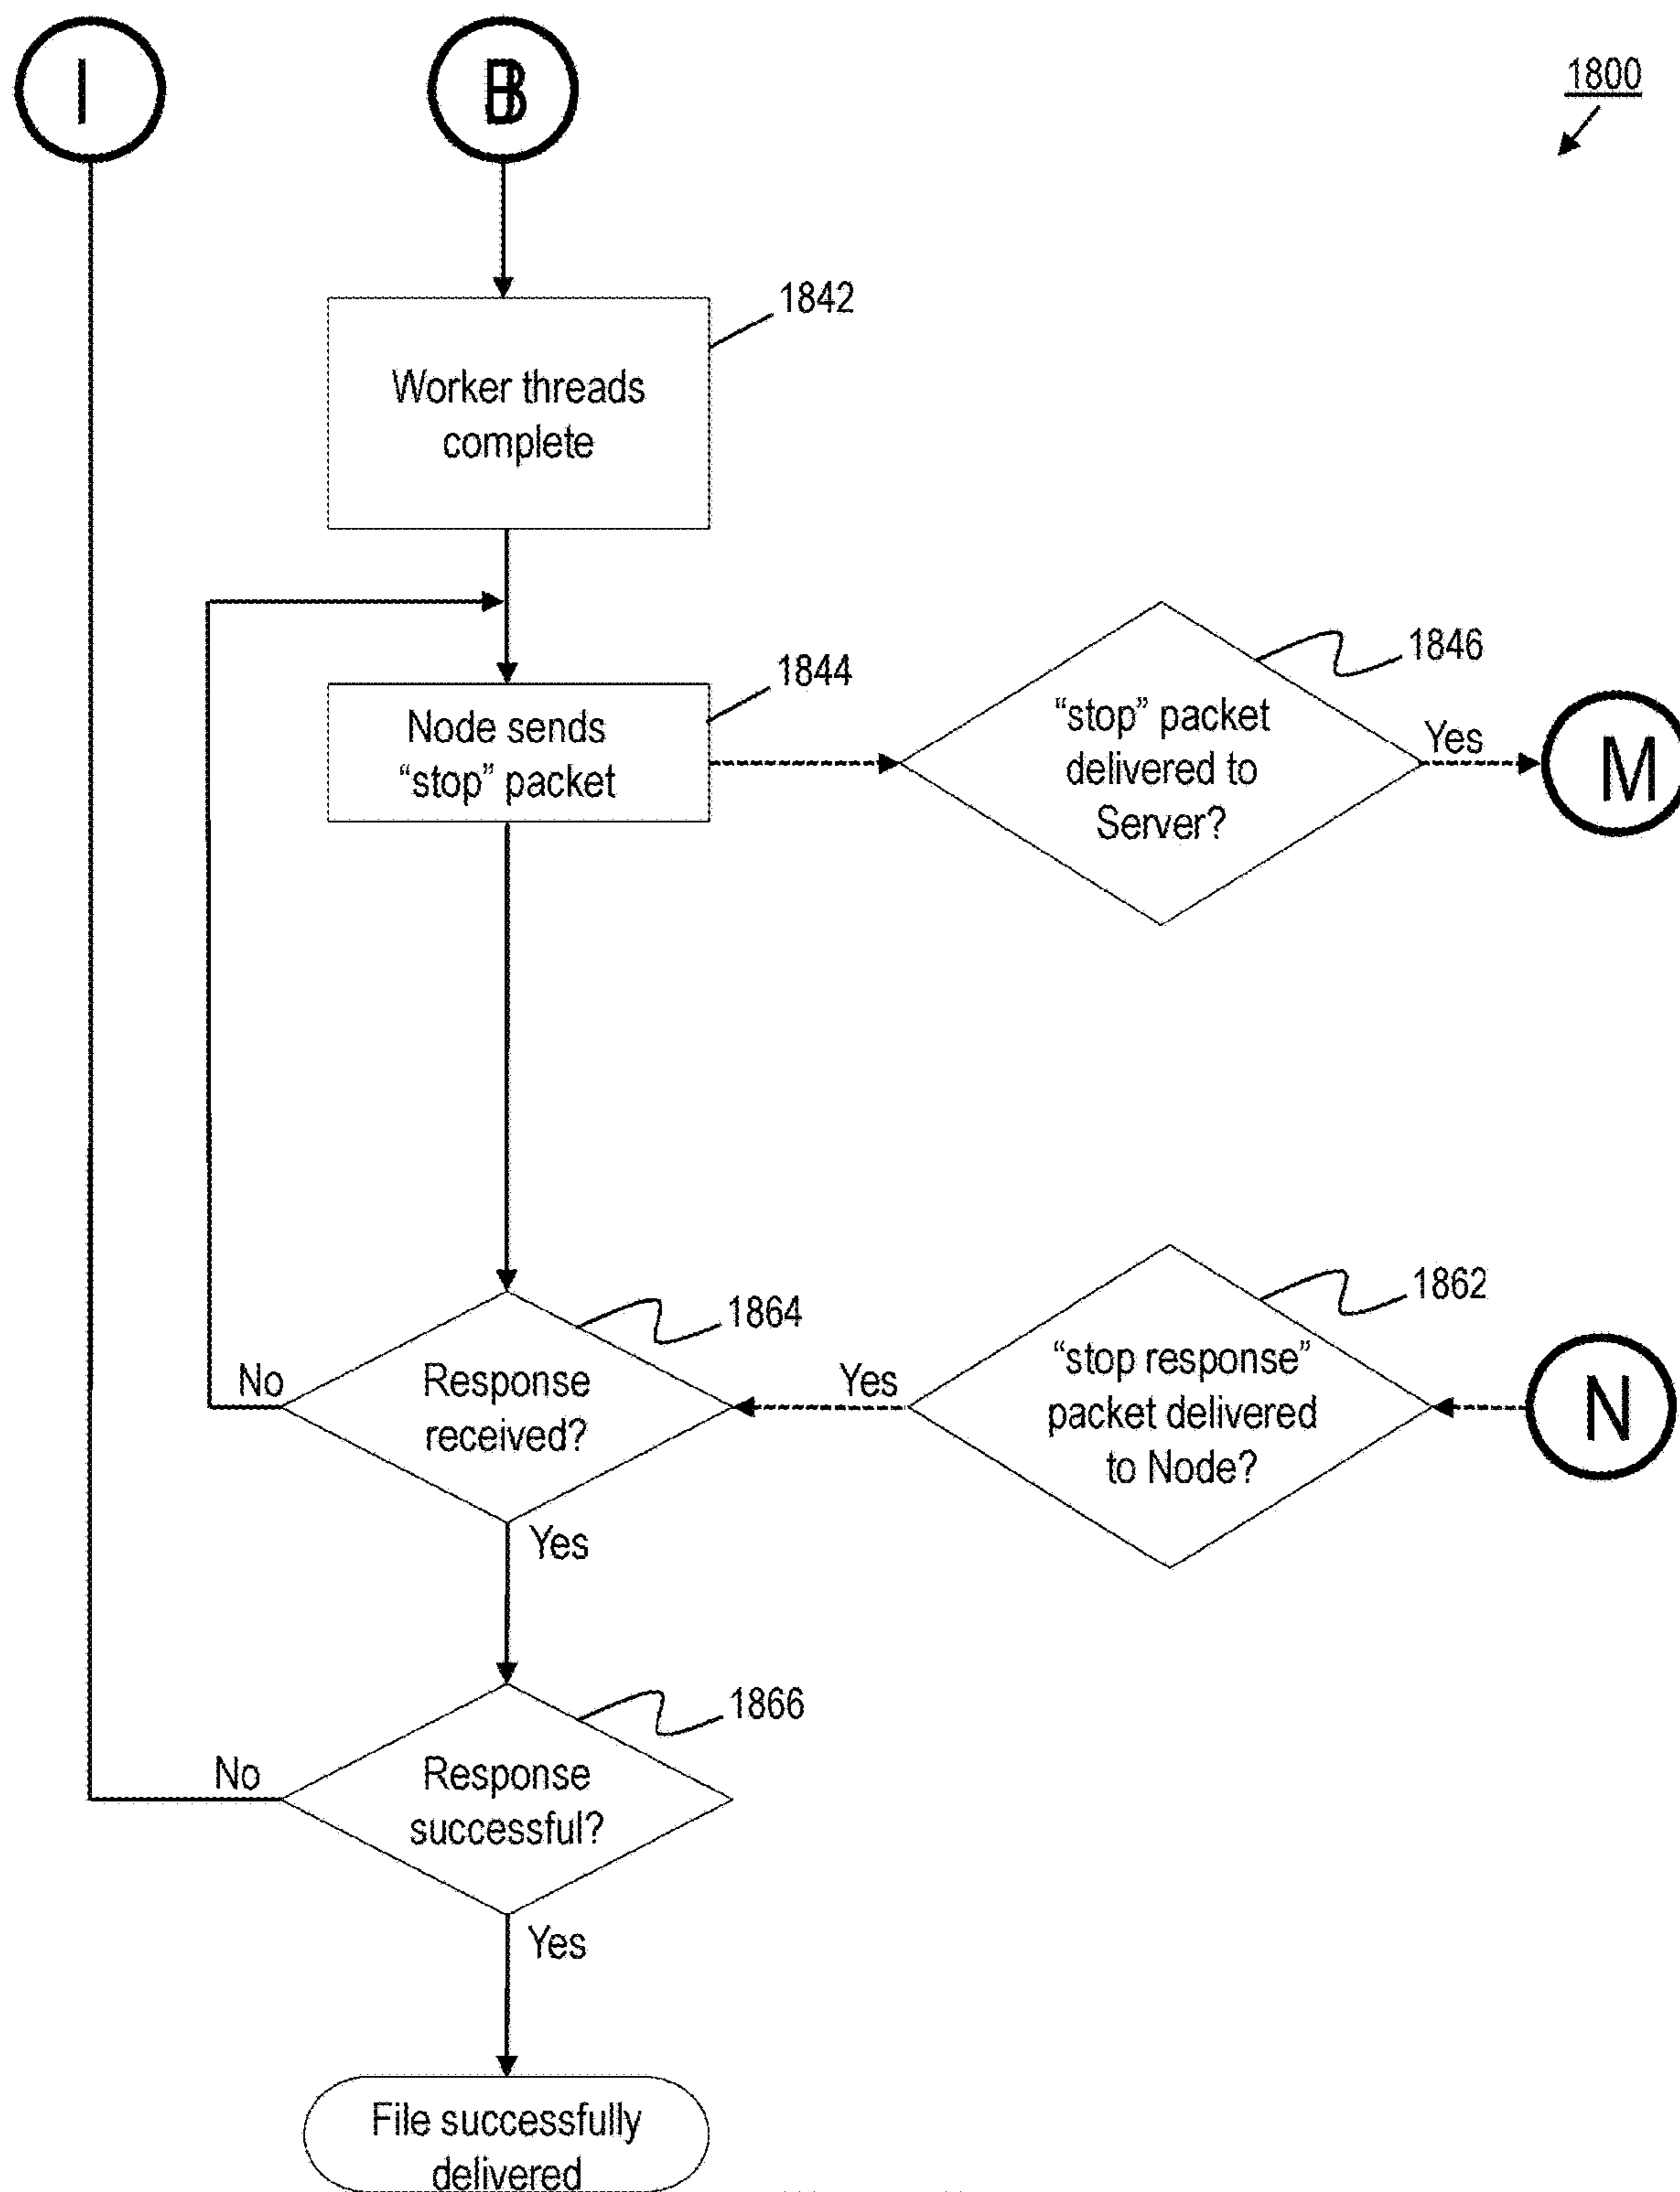 I
B
1800
1842
Worker threads
complete
1844
Node sends
“stop” packet
1846
“stop” packet
delivered to
Server?
Yes
M
1864
Response
received?
No
Yes
1862
“stop response”
packet delivered
to Node?
N
Yes
1866
Response
successful?
No
Yes
File successfully
delivered